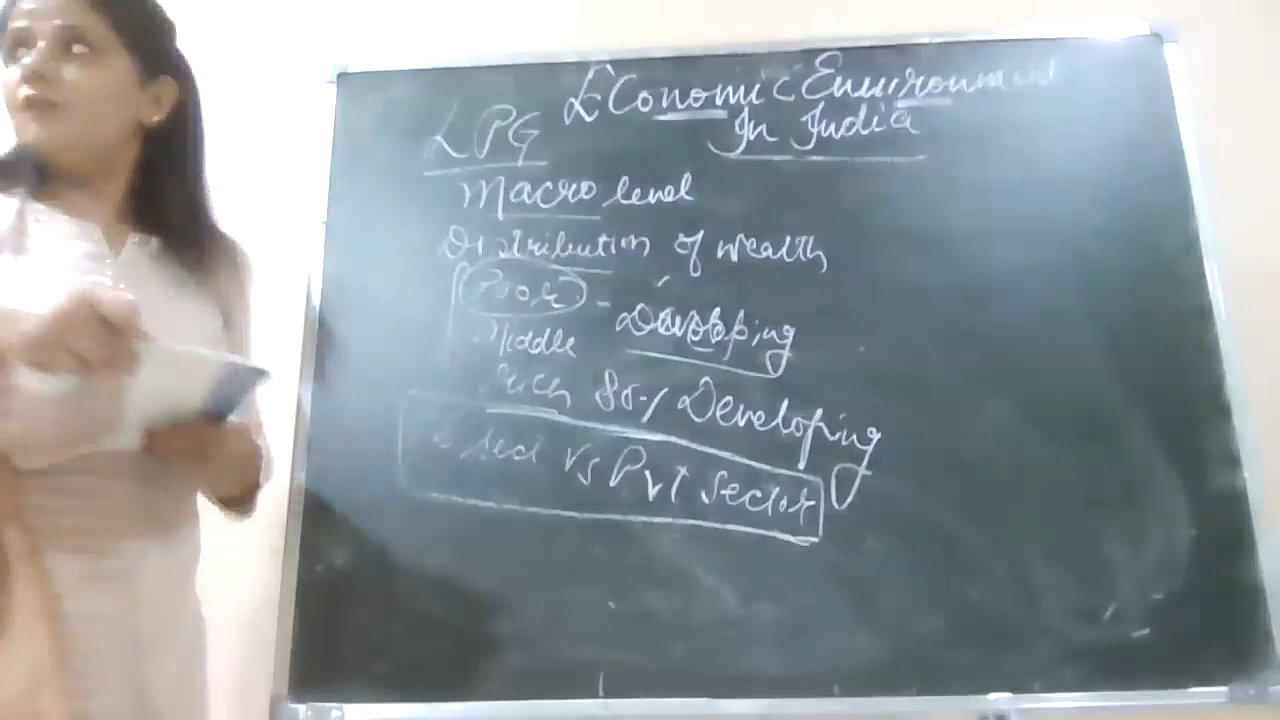 Economic Environment
In India
LPG
Macro level
Distribution of wealth
Poor - Developing
Middle
Rich 80% Developing
Sect Vs Pvt Sector